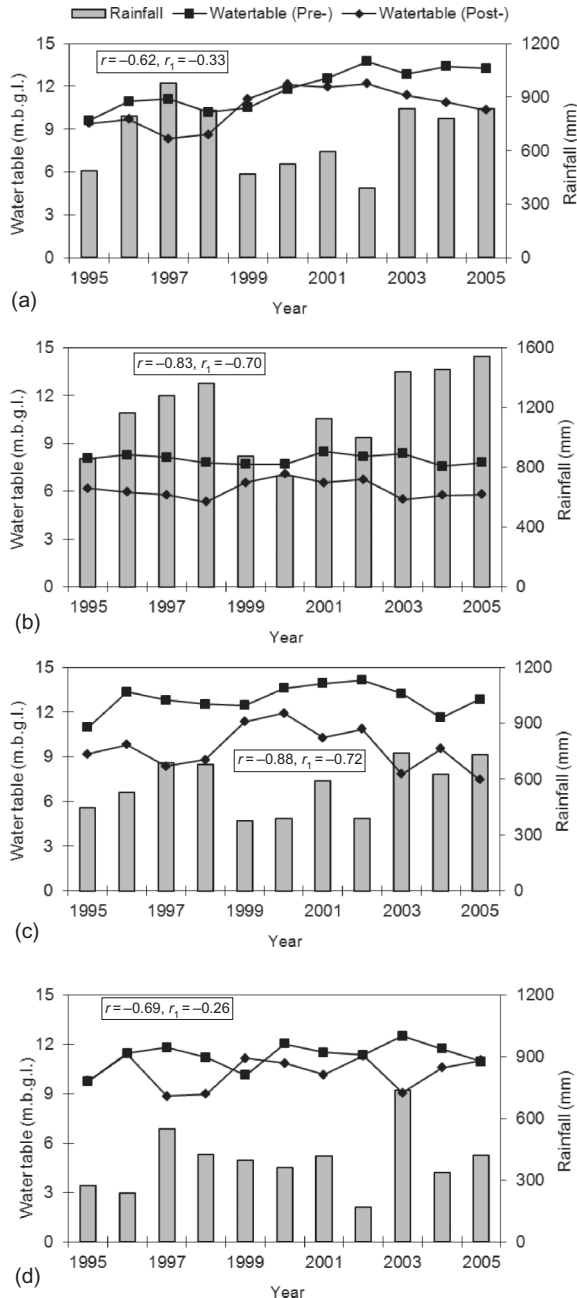 Rainfall Watertable (Pre-) Watertable (Post-)
15 1200
r = –0.62, r1 = –0.33
12 900
9
600
6
300
3
0 0
1995 1997 1999 2001 2003 2005
Water table (m.b.g.l.)
Rainfall (mm)
(a)
Year
15 1600
r = –0.83, r1 = –0.70
12 1200
9
800
6
400
3
0 0
1995 1997 1999 2001 2003 2005
Water table (m.b.g.l.)
Rainfall (mm)
(b)
Year
15 1200
12 900
9
r = –0.88, r1 = –0.72
600
6
300
3
0 0
1995 1997 1999 2001 2003 2005
Water table (m.b.g.l.)
Rainfall (mm)
(c)
Year
15 1200
r = –0.69, r1 = –0.26
12 900
9
600
6
300
3
0 0
1995 1997 1999 2001 2003 2005
Water table (m.b.g.l.)
Rainfall (mm)
(d)
Year